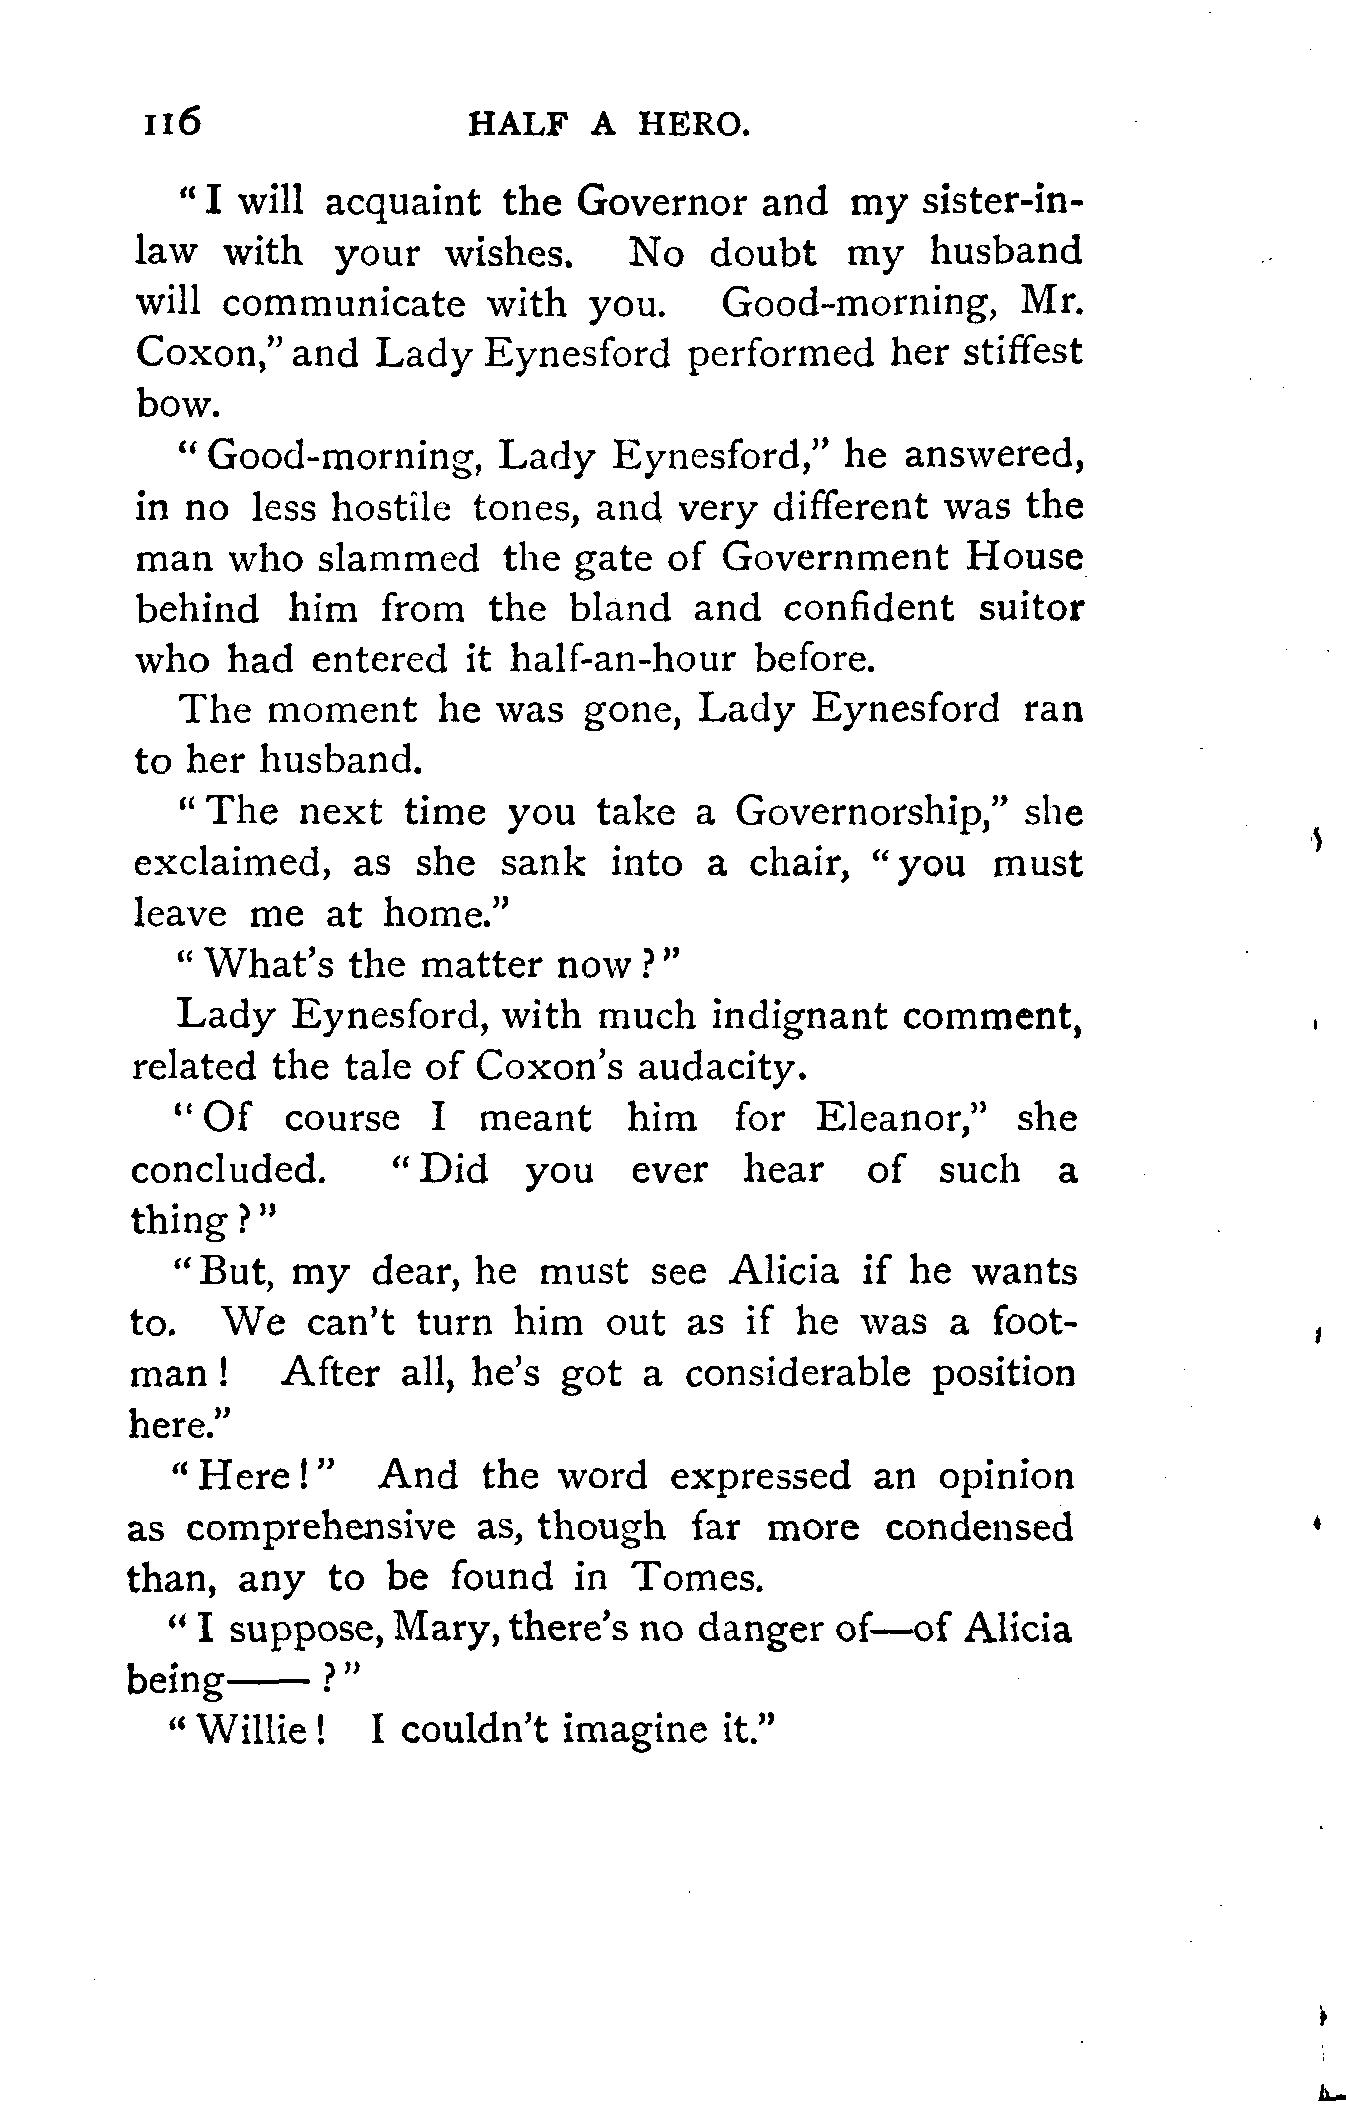 116 HALF A HERO.
“I will acquaint the Governor and my sister-in-
law with your wishes. No doubt my husband
will communicate with you. Good-morning, Mr.
Coxon,” and Lady Eynesford performed her stiffest
bow.
“Good-morning, Lady Eynesford,” he answered,
in no less hostile tones, and very different was the
man who slammed the gate of Government House
behind him from the bland and confident suitor
who had entered it half-an-hour before.
The moment he was gone, Lady Eynesford ran
to her husband.
“The next time you take a Governorship,” she
exclaimed, as she sank into a chair, “you must
leave me at home.”
“What’s the matter now?”
Lady Eynesford, with much indignant comment,
related the tale of Coxon’s audacity.
“Of course I meant him for Eleanor,” she
concluded. “Did you ever hear of such a
thing?”
“But, my dear, he must see Alicia if he wants
to. We can’t turn him out as if he was a foot-
man! After all, he’s got a considerable position
here.”
“Here!” And the word expressed an opinion
as comprehensive as, though far more condensed
than, any to be found in Tomes.
“I suppose, Mary, there’s no danger of—of Alicia
being——?”
“Willie! I couldn’t imagine it.”